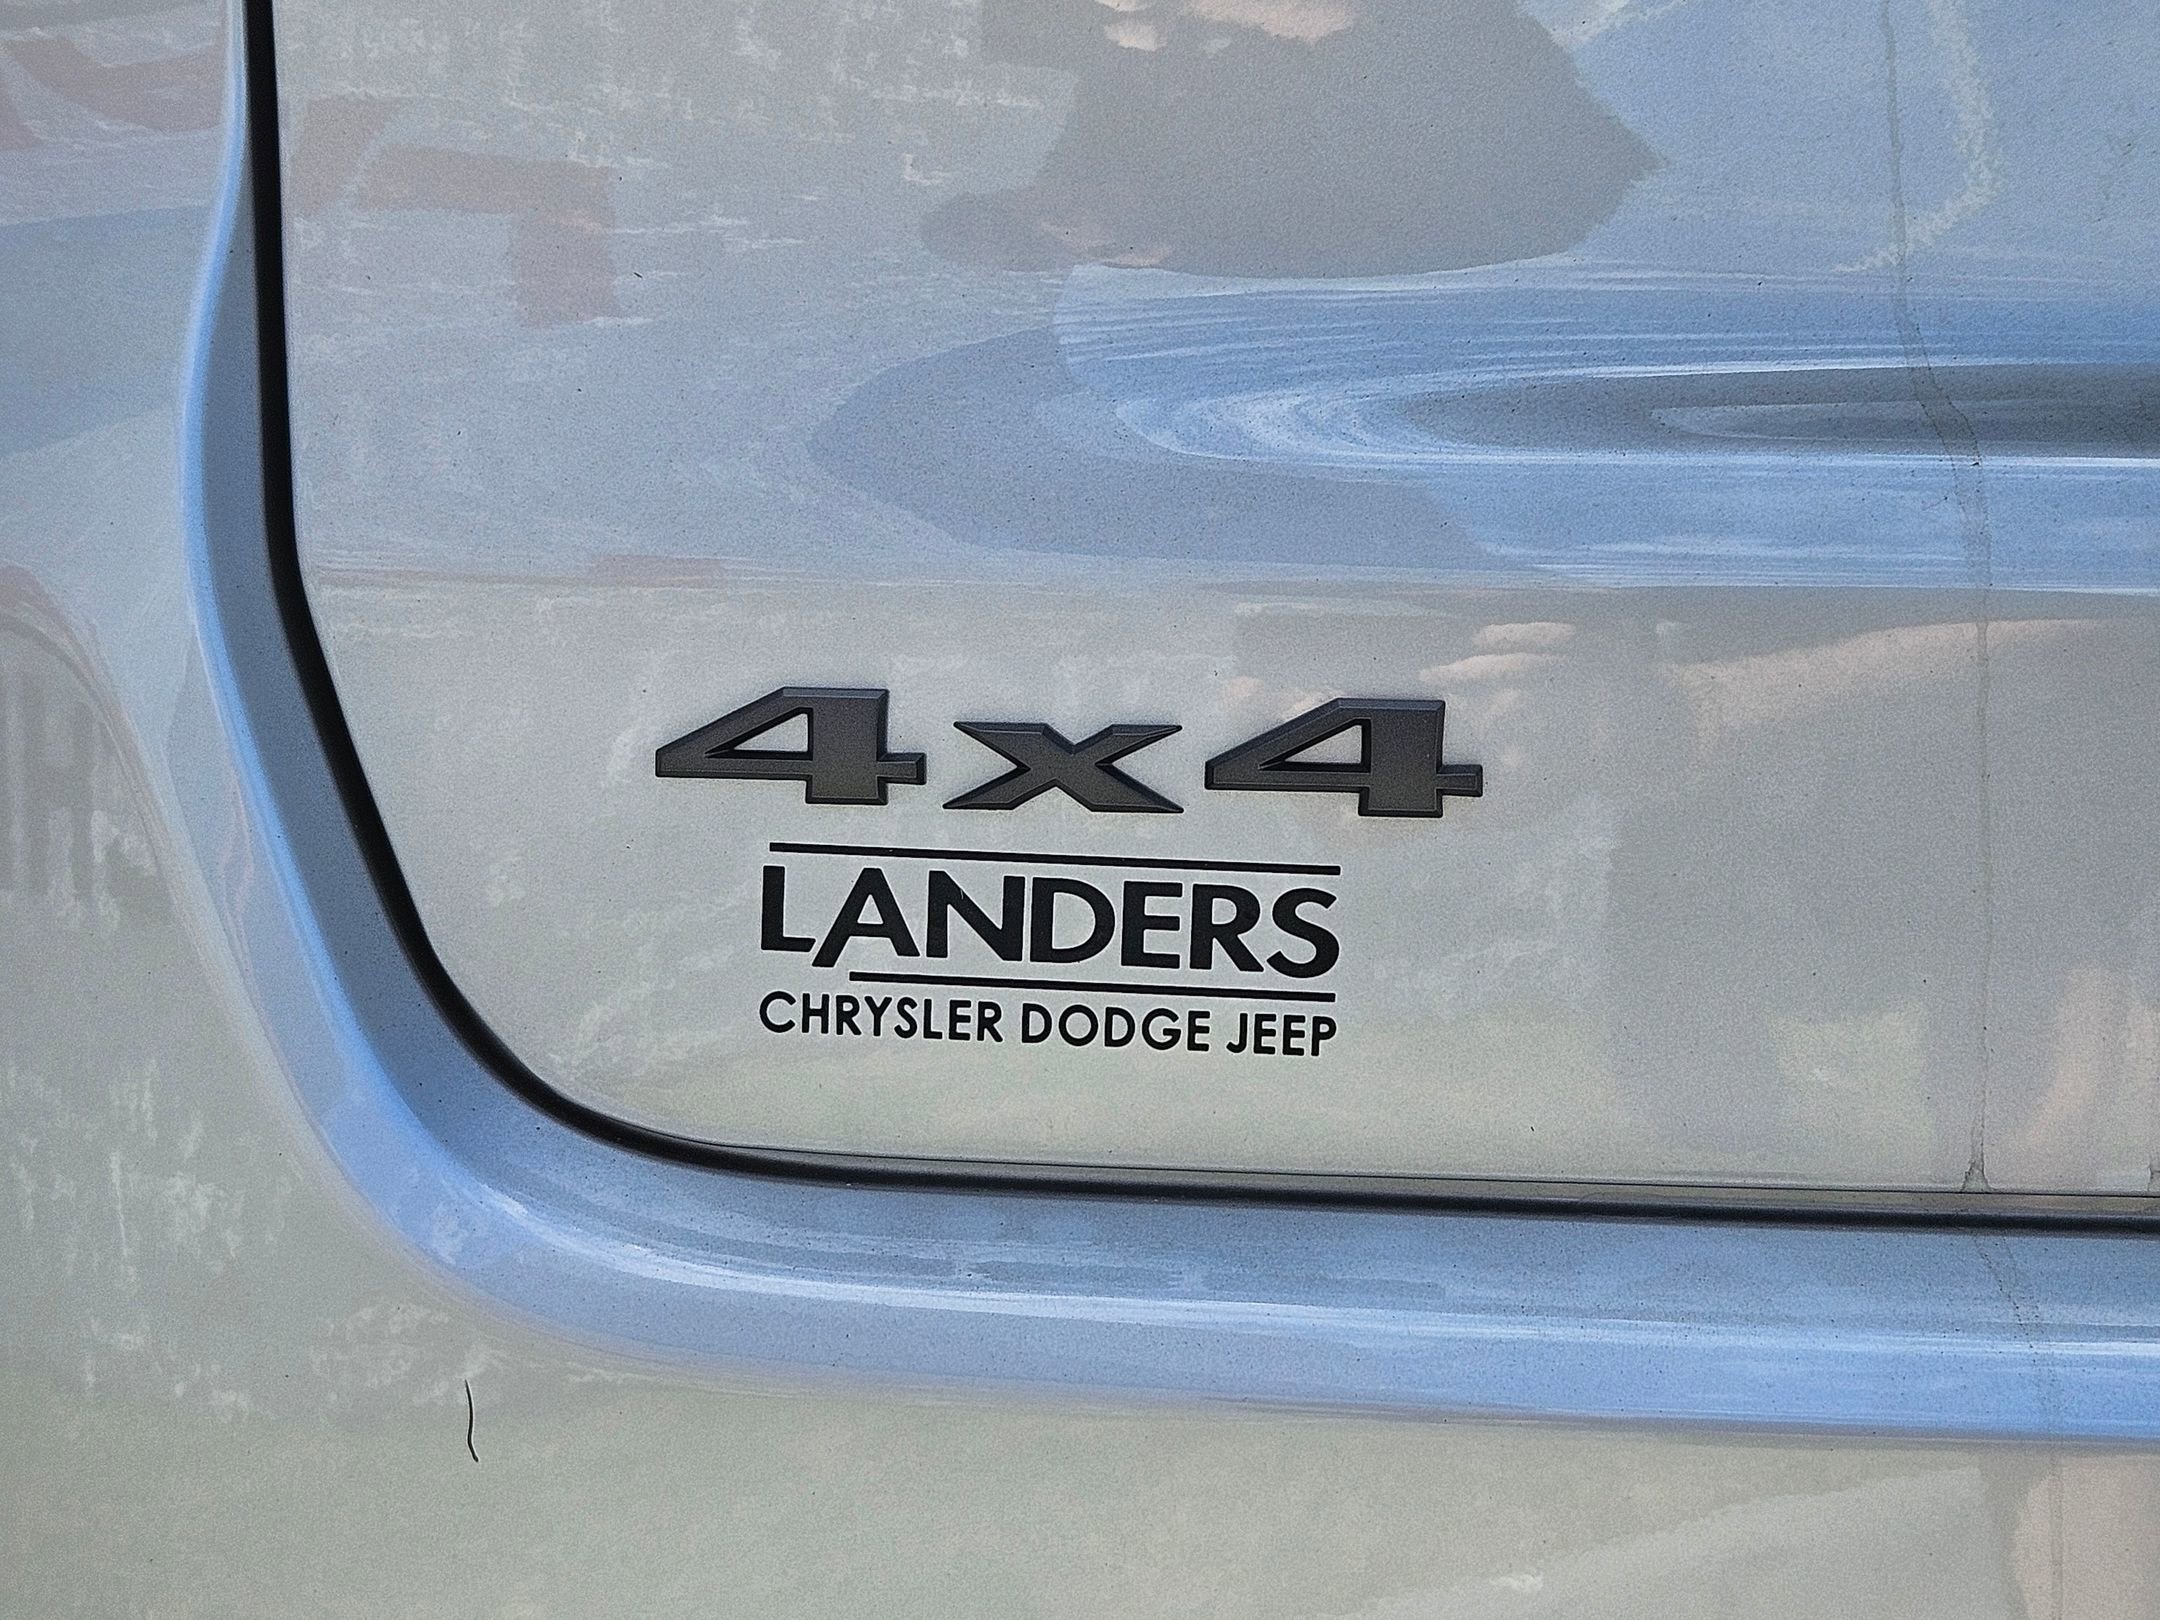 4x4
LANDERS
CHRYSLER DODGE JEEP